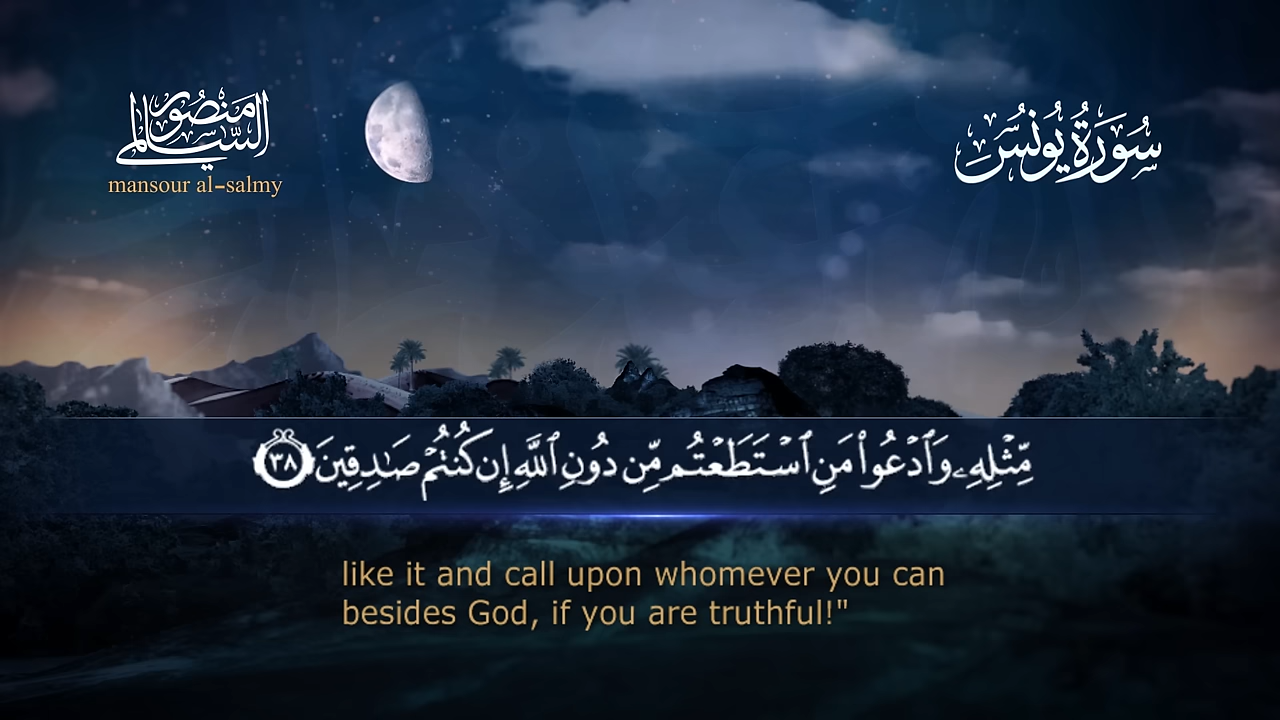 منصور السالمي
mansour al-salmy
سُورَةُ يُونُسَ
مِّثۡلِهِۦ وَٱدۡعُواْ مَنِ ٱسۡتَطَعۡتُم مِّن دُونِ ٱللَّهِ إِن كُنتُمۡ صَٰدِقِينَ ٣٨
like it and call upon whomever you can
besides God, if you are truthful!"